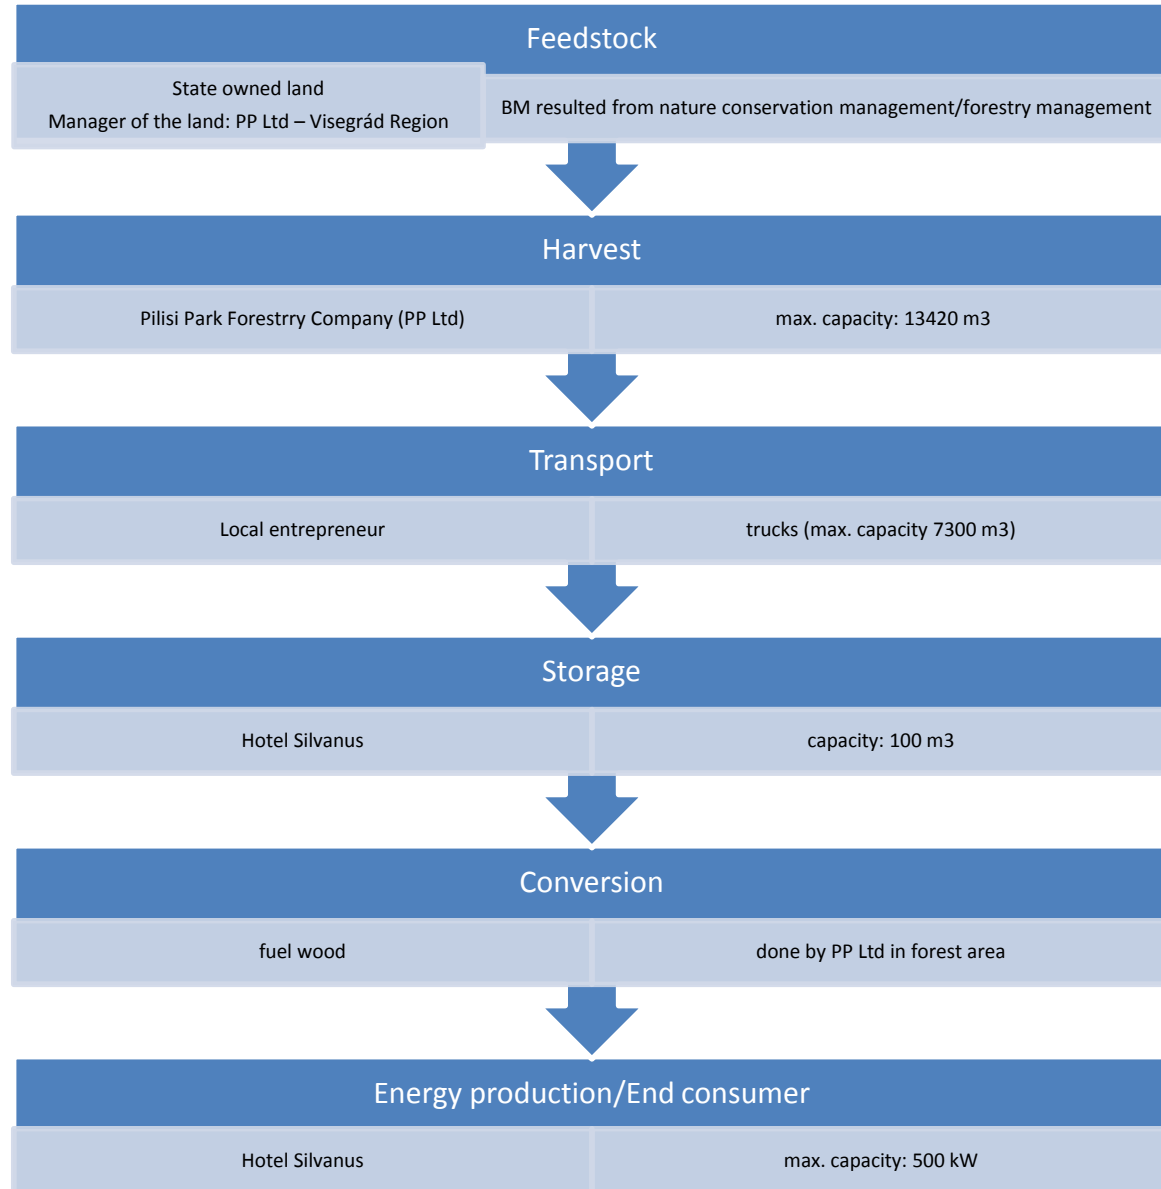 Feedstock
State owned land
Manager of the land: PP Ltd – Visegrád Region
BM resulted from nature conservation management/forestry management
Harvest
Pilisi Park Forestrry Company (PP Ltd)
max. capacity: 13420 m3
Transport
Local entrepreneur
trucks (max. capacity 7300 m3)
Storage
Hotel Silvanus
capacity: 100 m3
Conversion
fuel wood
done by PP Ltd in forest area
Energy production/End consumer
Hotel Silvanus
max. capacity: 500 kW